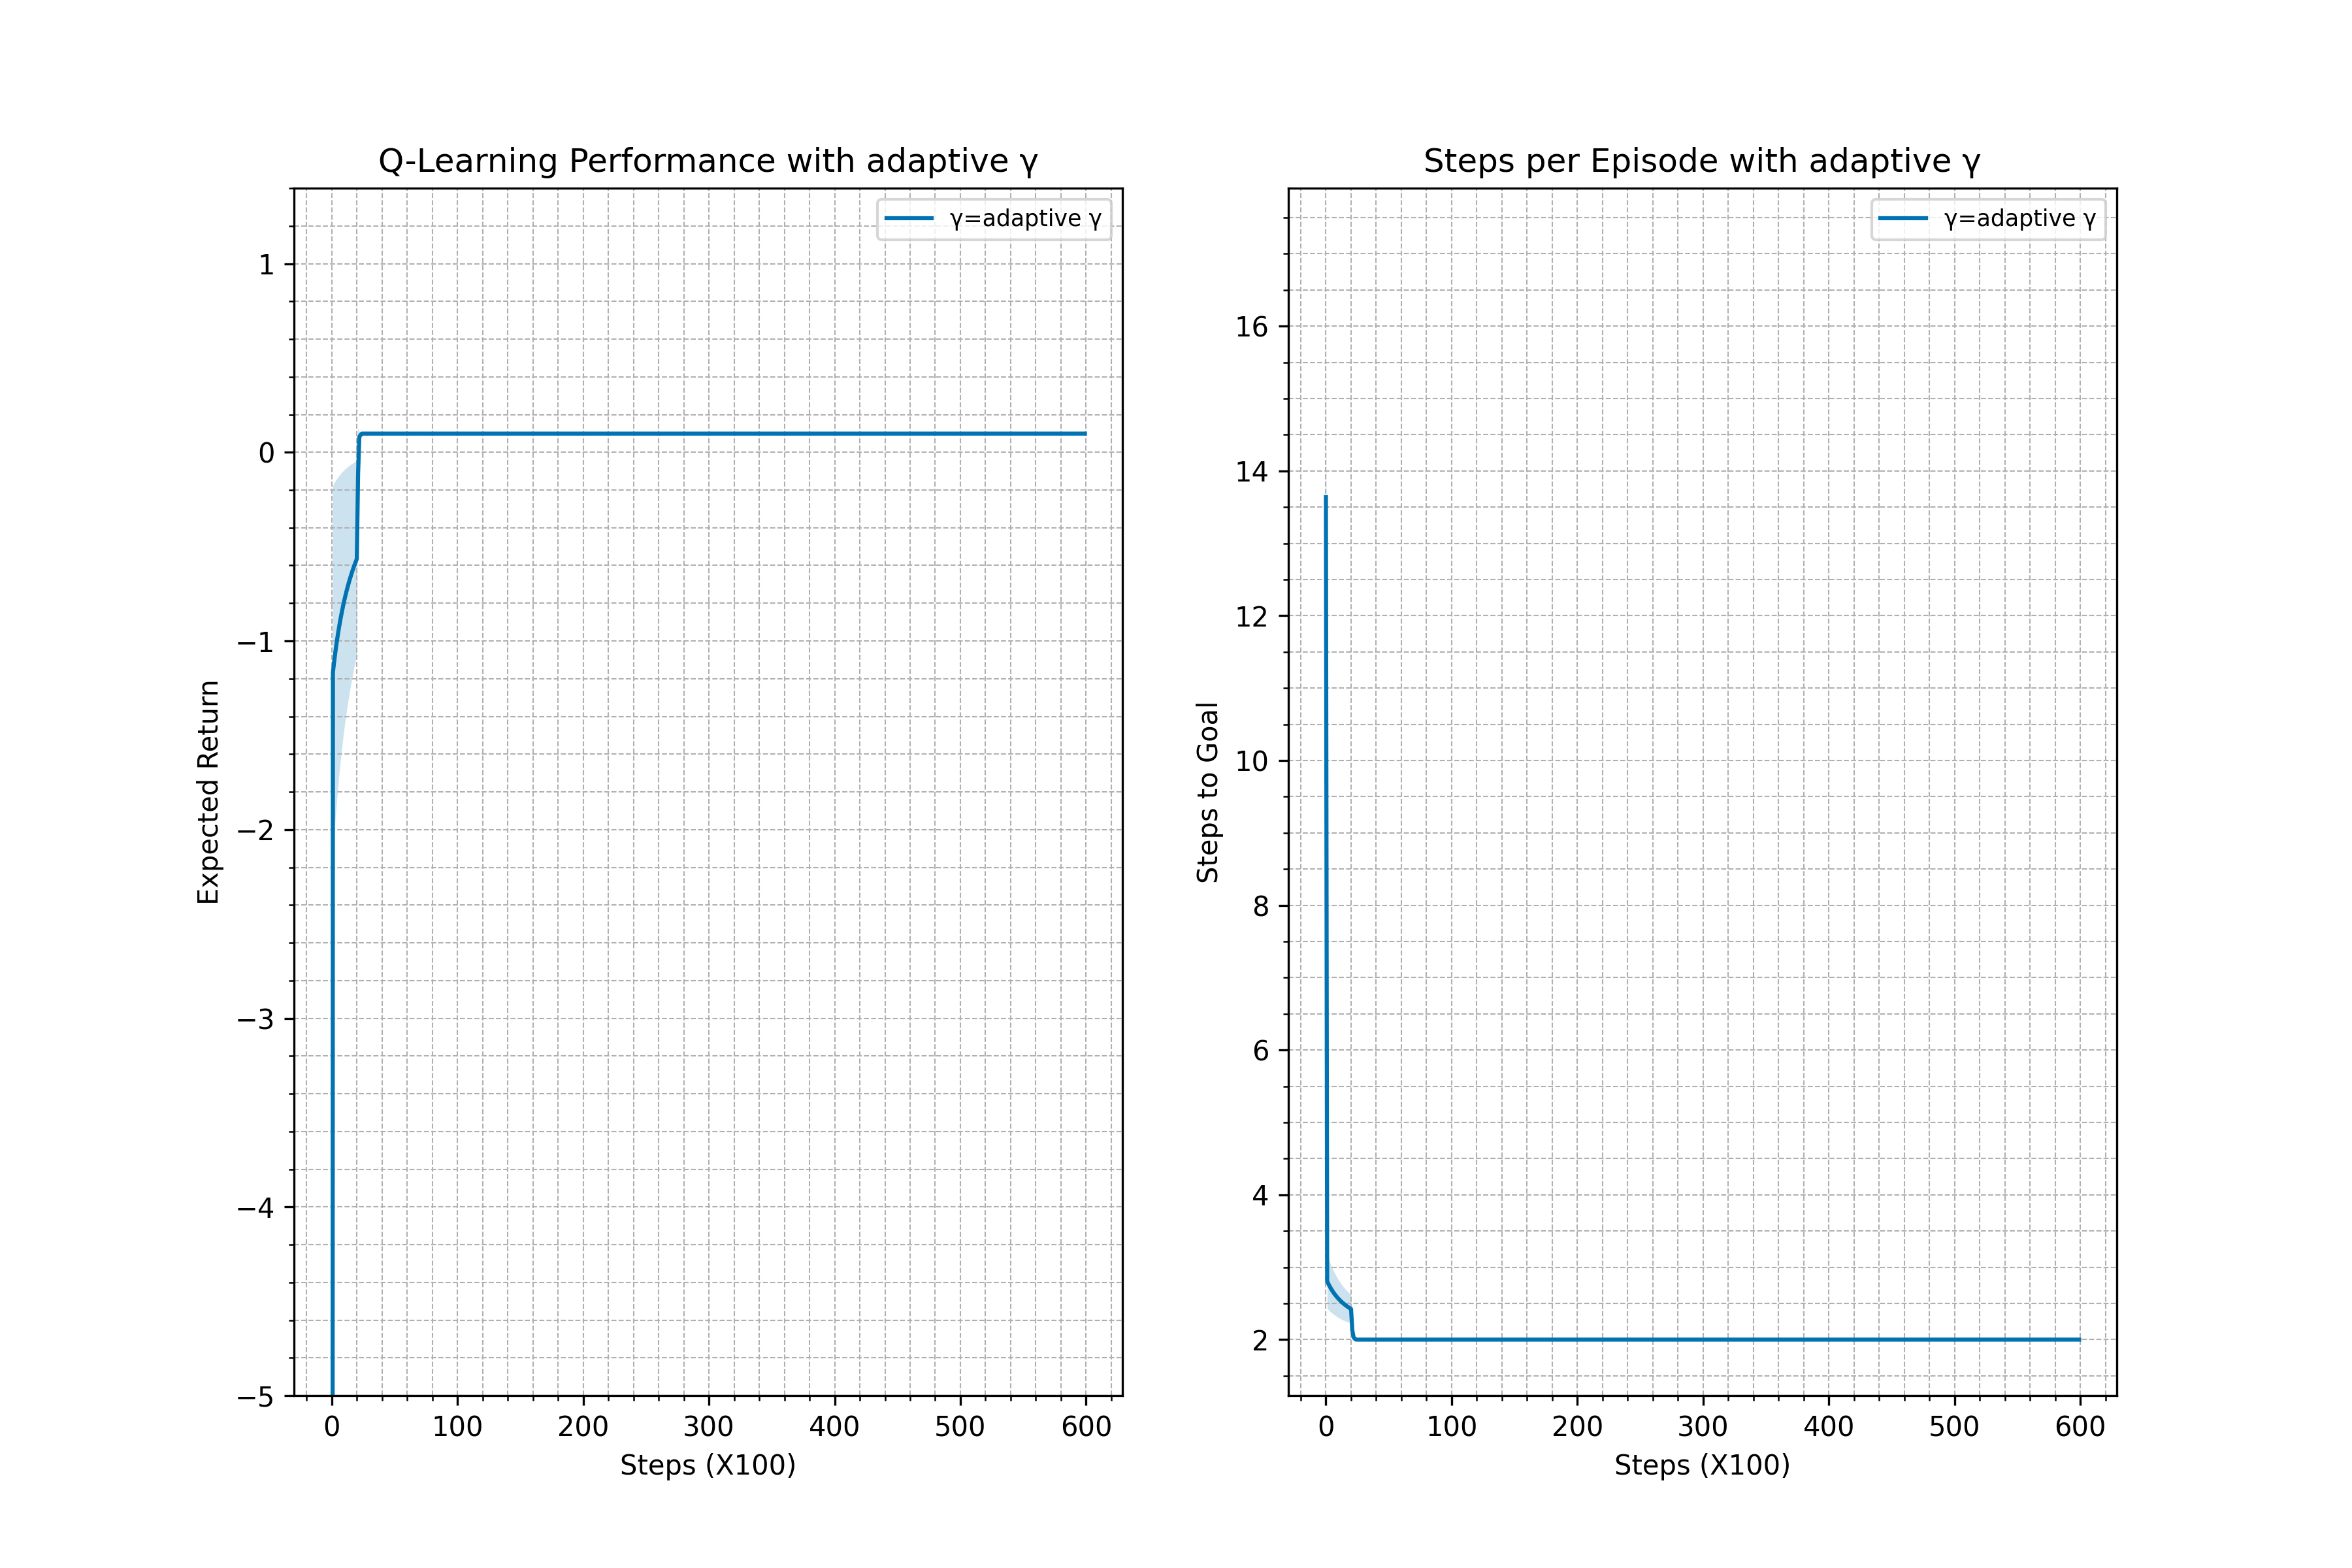 Q-Learning Performance with adaptive γ
γ=adaptive γ
Expected Return
1
0
−1
−2
−3
−4
−5
0 100 200 300 400 500 600
Steps (X100)
Steps per Episode with adaptive γ
γ=adaptive γ
Steps to Goal
16
14
12
10
8
6
4
2
0 100 200 300 400 500 600
Steps (X100)